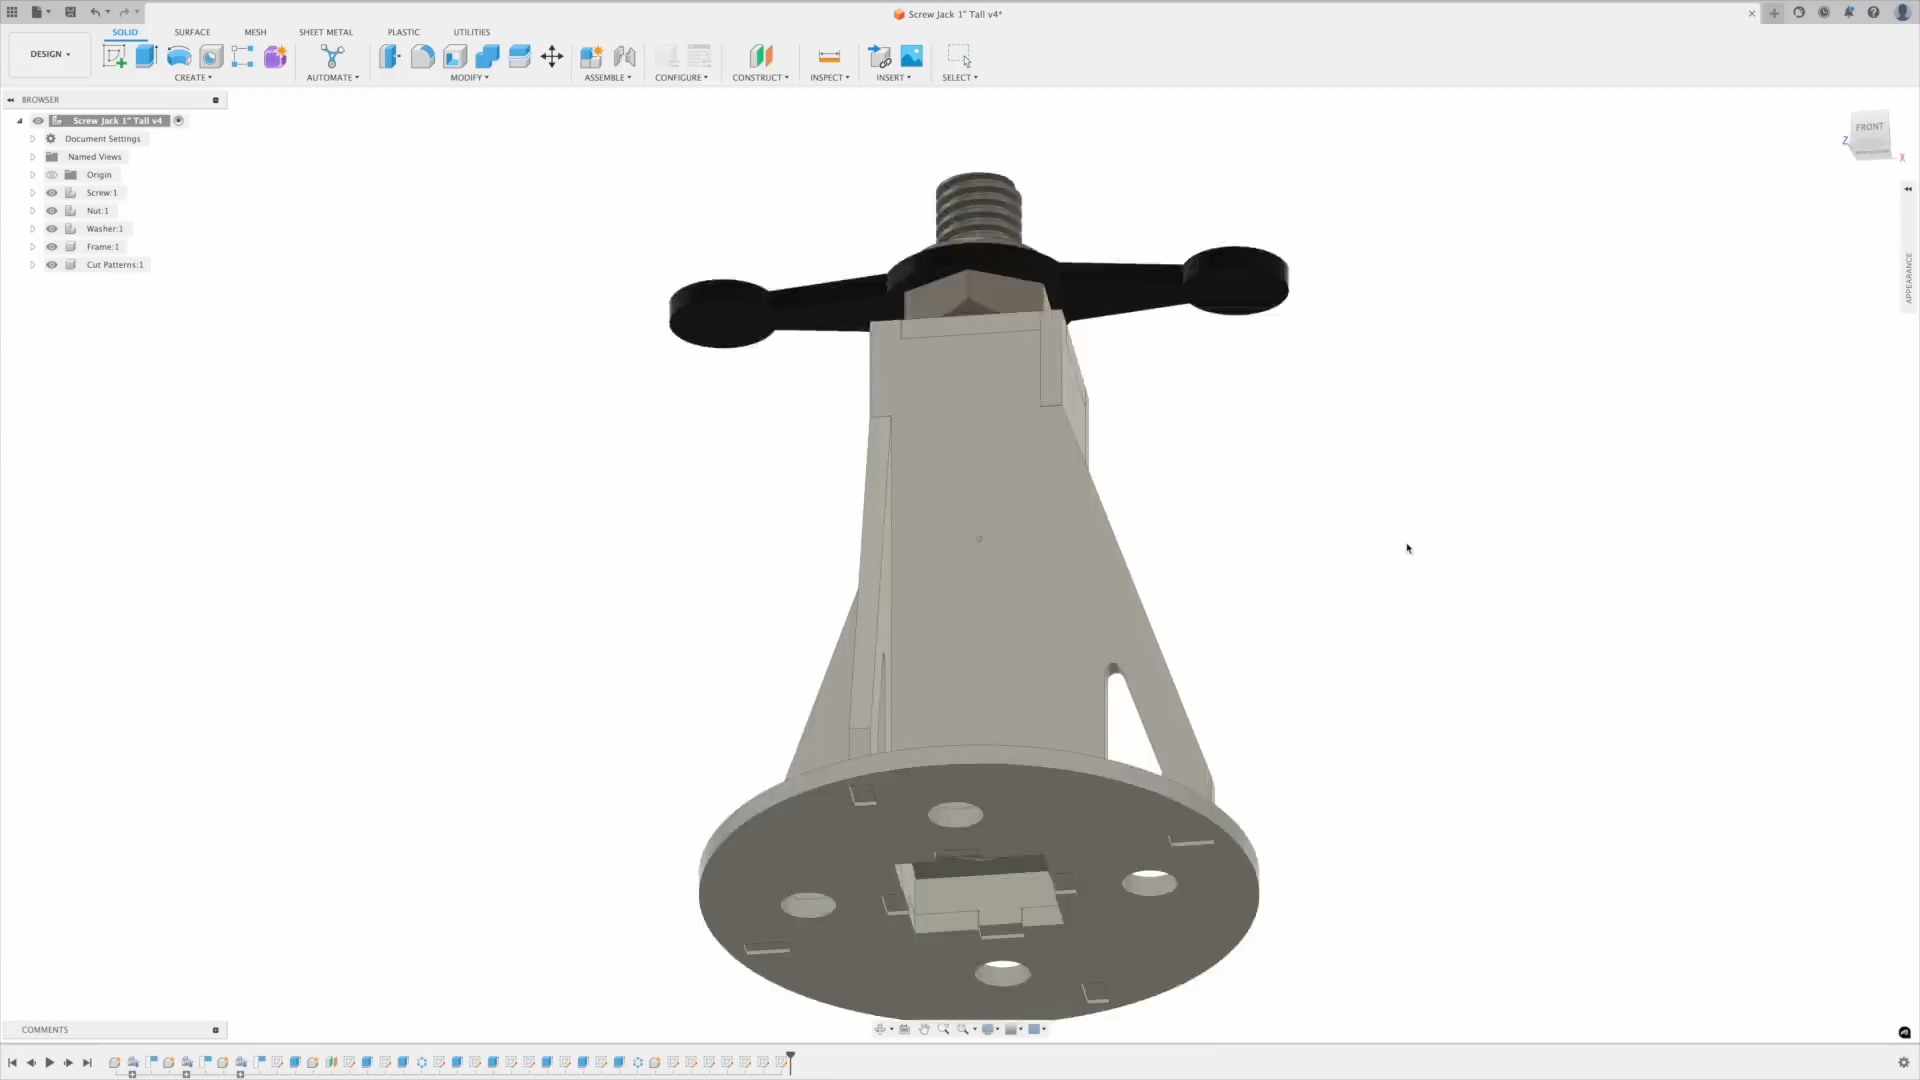 Screw Jack 1" Tall v4*
SOLID
SURFACE
MESH
SHEET METAL
PLASTIC
UTILITIES
DESIGN
CREATE
AUTOMATE
MODIFY
ASSEMBLE
CONFIGURE
CONSTRUCT
INSPECT
INSERT
SELECT
BROWSER
Screw Jack 1" Tall v4
Document Settings
Named Views
Origin
Screw:1
Nut:1
Washer:1
Frame:1
Cut Patterns:1
FRONT
Z
X
APPEARANCE
COMMENTS